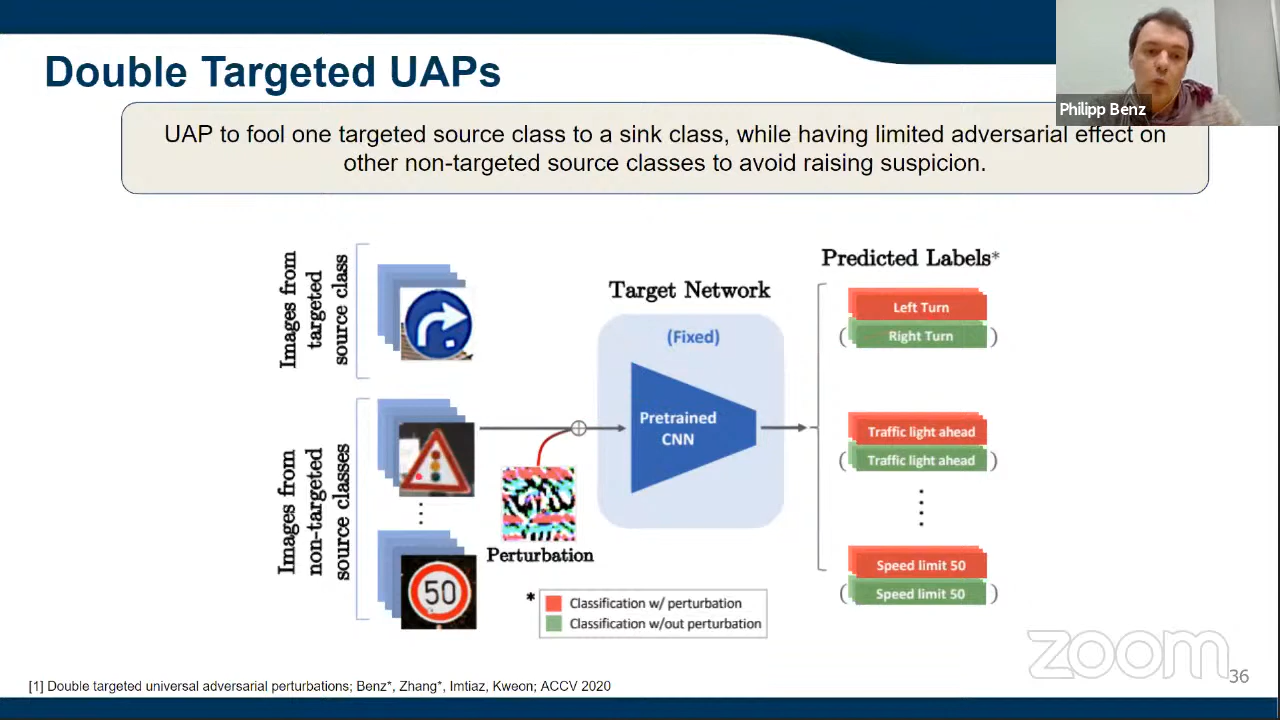 Double Targeted UAPs
Philipp Benz
UAP to fool one targeted source class to a sink class, while having limited adversarial effect on
other non-targeted source classes to avoid raising suspicion.
Images from
targeted
source class
Images from
non-targeted
source classes
50
Perturbation
Target Network
(Fixed)
Pretrained
CNN
Predicted Labels*
Left Turn
( Right Turn )
Traffic light ahead
( Traffic light ahead )
Speed limit 50
( Speed limit 50 )
*
Classification w/ perturbation
Classification w/out perturbation
zoom
36
[1] Double targeted universal adversarial perturbations; Benz*, Zhang*, Imtiaz, Kweon; ACCV 2020